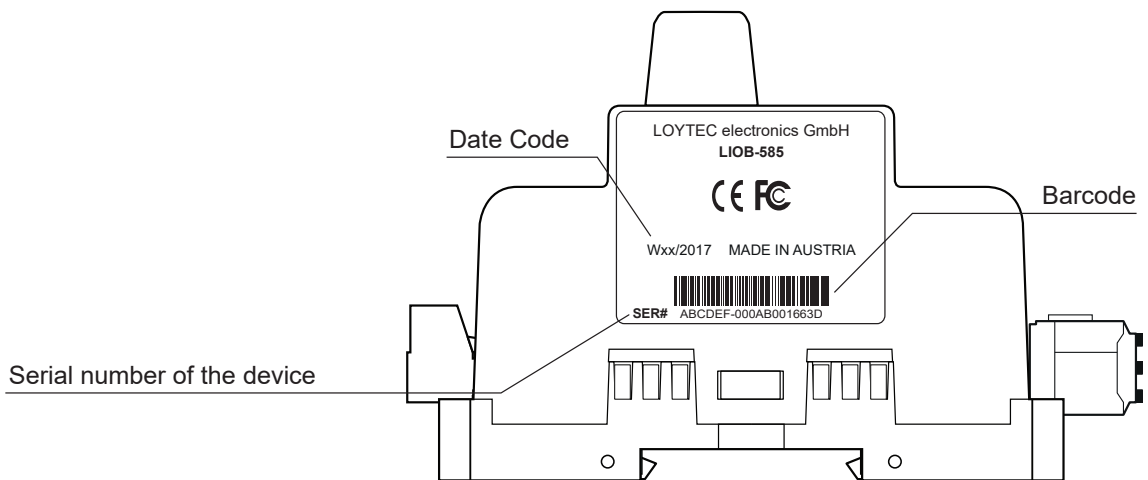 LOYTEC electronics GmbH
LIOB-585
Date Code
CE FC
Barcode
Wxx/2017 MADE IN AUSTRIA
SER# ABCDEF-000AB001663D
Serial number of the device